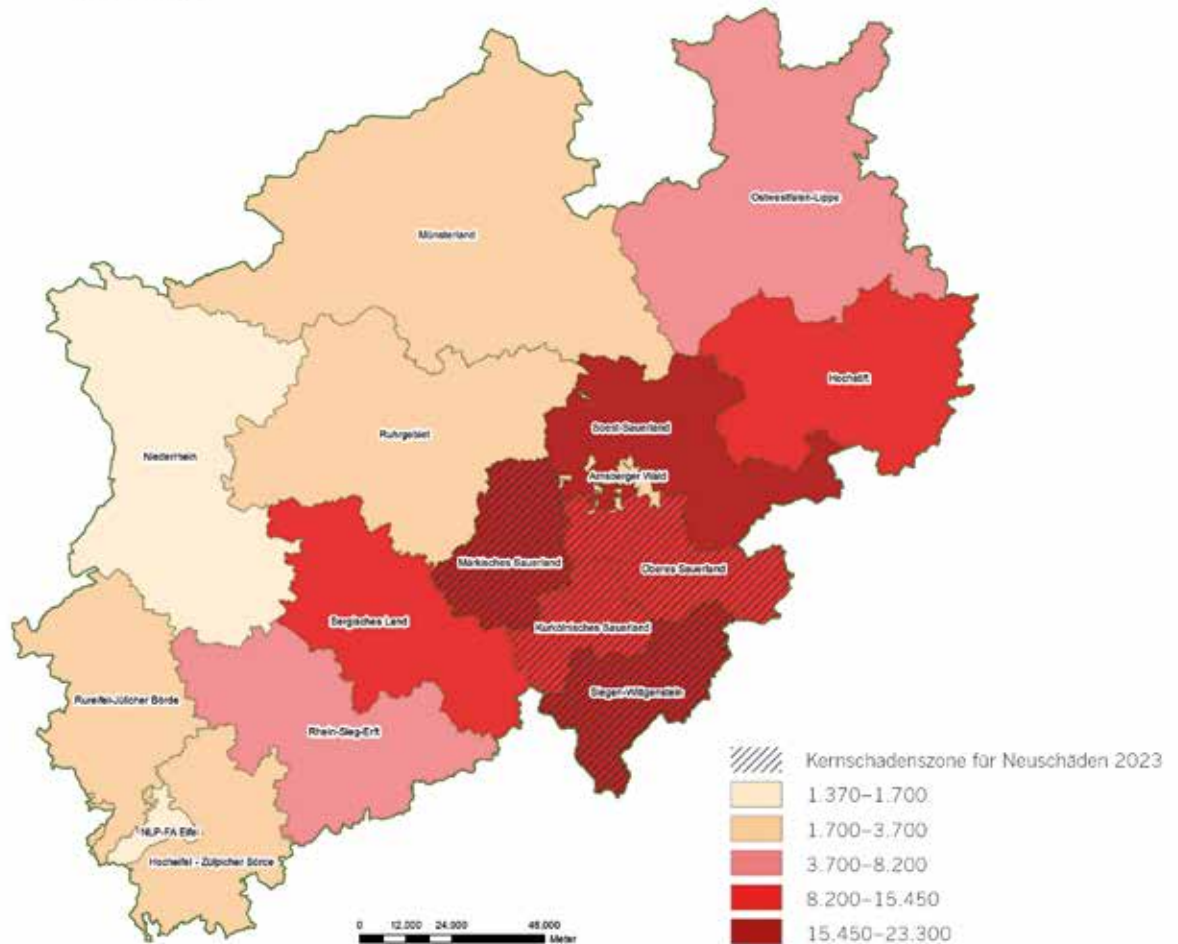 Ostwestfalen-Lippe
Münsterland
Hochstift
Soest-Sauerland
Ruhrgebiet
Niederrhein
Arnsberger Wald
Märkisches Sauerland
Oberes Sauerland
Bergisches Land
Kurkölnisches Sauerland
Siegen-Wittgenstein
Rureifel-Jülicher Börde
Rhein-Sieg-Erft
NLP-FA Eifel
Hocheifel - Zülpicher Börde
Kernschadenszone für Neuschäden 2023
1.370–1.700
1.700–3.700
3.700–8.200
8.200–15.450
15.450–23.300
0 12.000 24.000 48.000
Meter